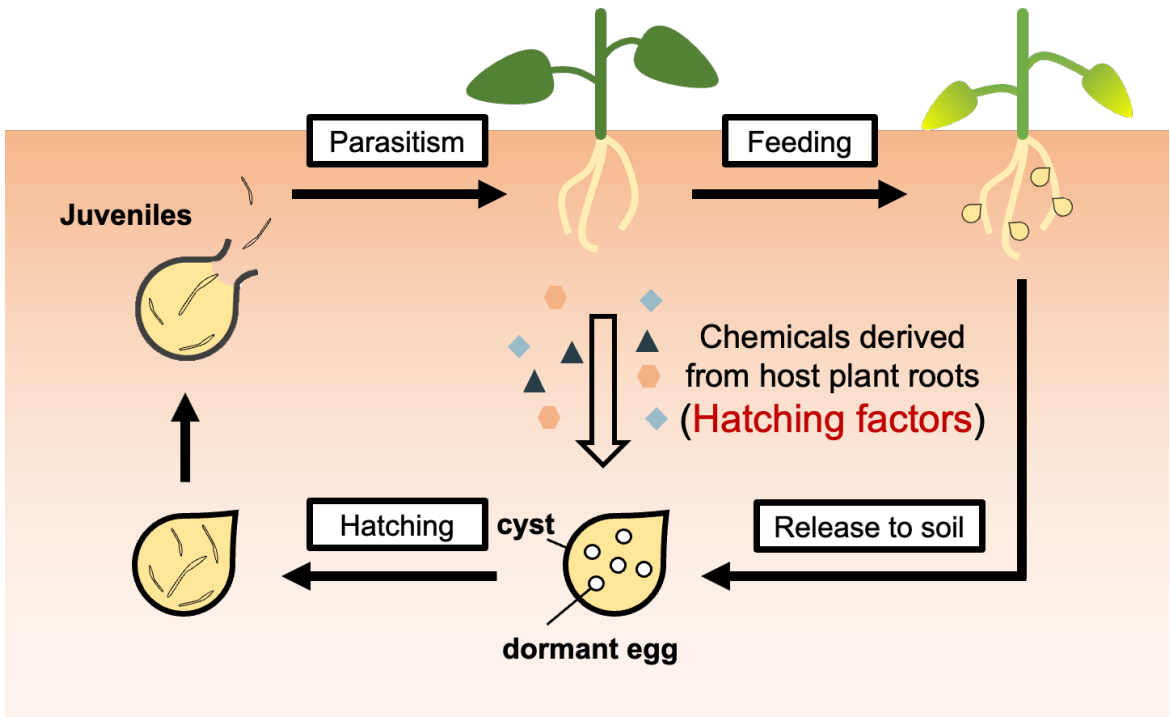 Parasitism
Feeding
Juveniles
Chemicals derived
from host plant roots
(Hatching factors)
Hatching
cyst
Release to soil
dormant egg